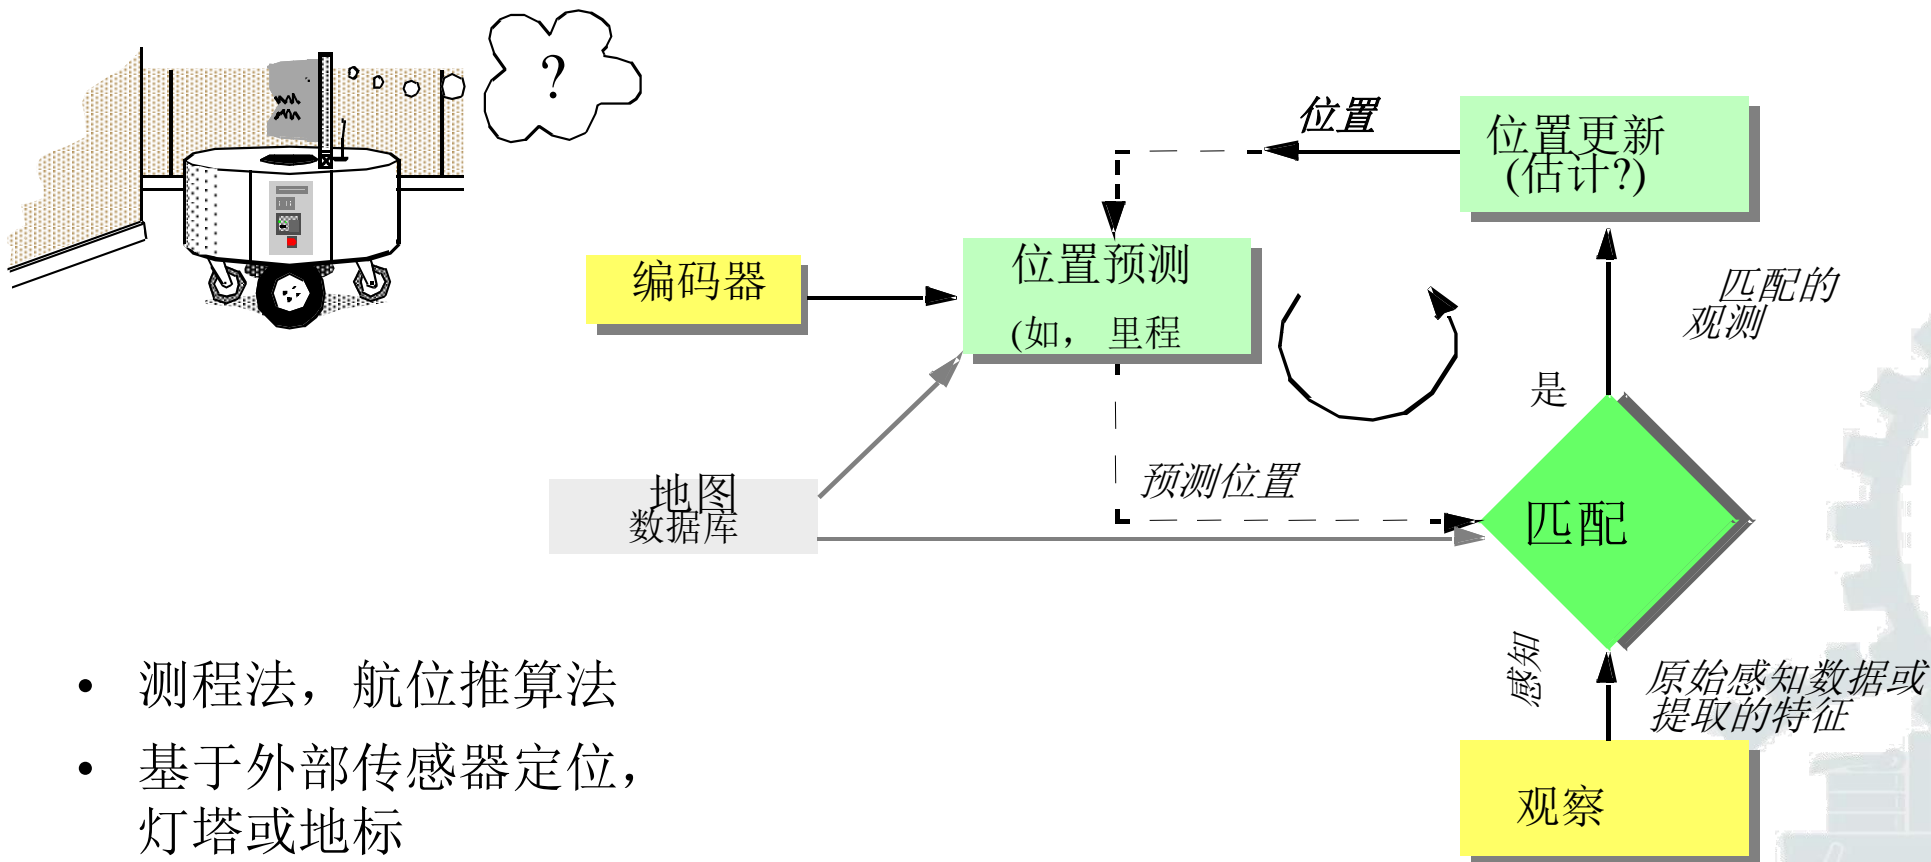 ?
位置
位置更新
(估计?)
编码器
位置预测
(如， 里程
匹配的
观测
是
地图
数据库
预测位置
匹配
感知
原始感知数据或
提取的特征
观察
• 测程法，航位推算法
• 基于外部传感器定位，
灯塔或地标